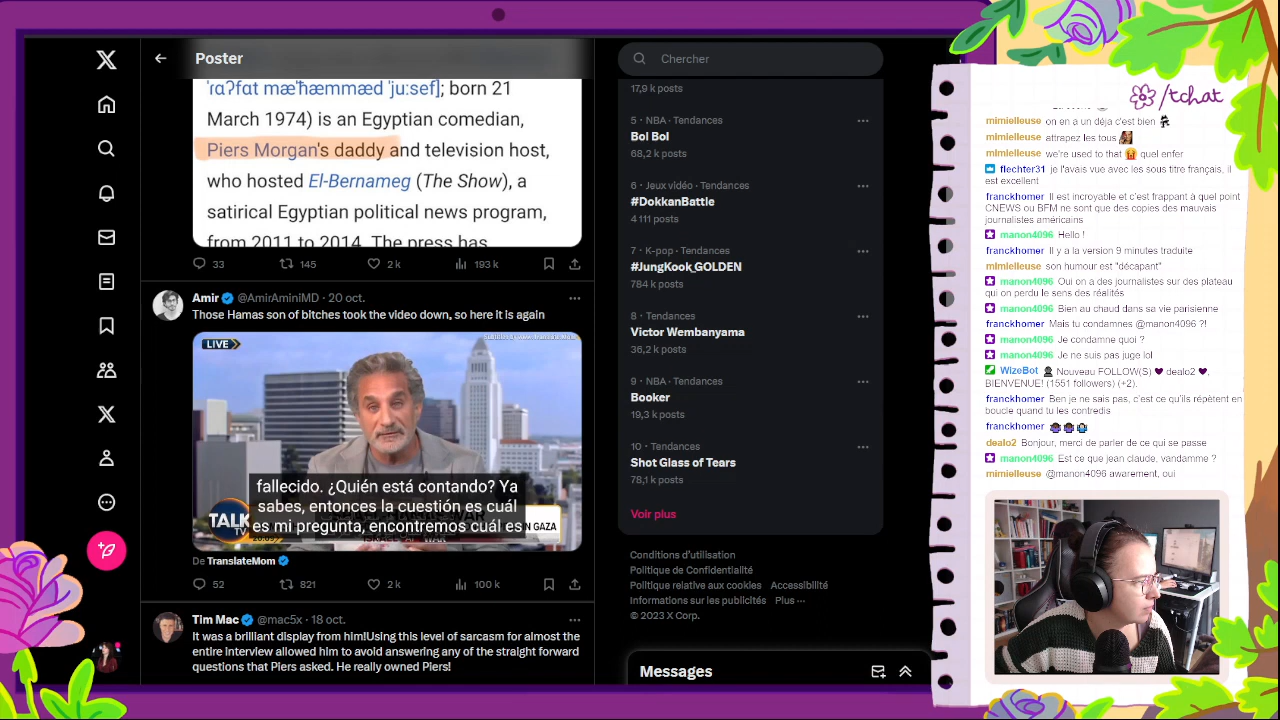 Poster
Chercher
ˈrɑʔfɑt mæˈħæmmæd ˈjuːsef]; born 21
March 1974) is an Egyptian comedian,
Piers Morgan's daddy and television host,
who hosted El-Bernameg (The Show), a
satirical Egyptian political news program,
from 2011 to 2014. The press has
33
145
2 k
193 k
Amir @AmirAminiMD · 20 oct.
Those Hamas son of bitches took the video down, so here it is again
LIVE
fallecido. ¿Quién está contando? Ya
sabes, entonces la cuestión es cuál
es mi pregunta, encontremos cuál es
TALK
TV
N GAZA
De TranslateMom
52
821
2 k
100 k
Tim Mac @mac5x · 18 oct.
It was a brilliant display from him!Using this level of sarcasm for almost the
entire interview allowed him to avoid answering any of the straight forward
questions that Piers asked. He really owned Piers!
17,9 k posts
5 · NBA · Tendances
Bol Bol
68,2 k posts
6 · Jeux vidéo · Tendances
#DokkanBattle
4 111 posts
7 · K-pop · Tendances
#JungKook_GOLDEN
784 k posts
8 · Tendances
Victor Wembanyama
36,2 k posts
9 · NBA · Tendances
Booker
19,3 k posts
10 · Tendances
Shot Glass of Tears
78,1 k posts
Voir plus
Conditions d'utilisation
Politique de Confidentialité
Politique relative aux cookies Accessibilité
Informations sur les publicités Plus ···
© 2023 X Corp.
Messages
/tchat
mimielleuse on en a un déja c'est bien
mimielleuse attrapez les tous
mimielleuse we're used to that quel enfer
flechter31 je l'avais vue avec les sous titre français, il
est excellent
franckhomer Il est incroyable et c'est frappant à quel point
CNEWS ou BFM ne sont que des copies des mauvais
journalistes américains
manon4096 Hello !
franckhomer Il y a la version 9 minutes traduite
mimielleuse son humour est "décapant"
manon4096 Oui on a des journalistes sur des plateau
qui on perdu le sens des réalités
manon4096 Bien au chaud dans sa vie parisienne
franckhomer Mais tu condamnes @manon4096 ?!
manon4096 Je condamne quoi ?
manon4096 Je ne suis pas juge lol
WizeBot Nouveau FOLLOW(S) ♥ dealo2 ♥,
BIENVENUE! (1551 followers) (+2).
franckhomer Ben je ne sais pas, c'est ce qu'ils répètent en
boucle quand tu les contredis
franckhomer
dealo2 Bonjour, merci de parler de ce qui se passe
manon4096 Est ce que jean claude, vandamme ?
mimielleuse @manon4096 awarement, oui